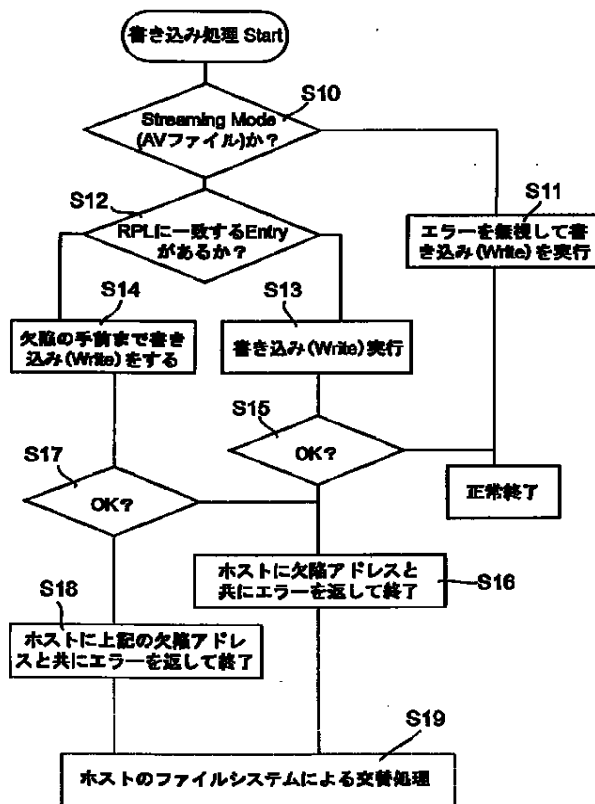 書き込み処理 Start
S10
Streaming Mode
(AVファイル)か？
S12
RPLに一致するEntry
があるか？
S11
エラーを無視して書
き込み(Write)を実行
S14
欠陥の手前まで書き
込み(Write)をする
S13
書き込み(Write)実行
S15
OK?
S17
OK?
正常終了
ホストに欠陥アドレスと
共にエラーを返して終了
S16
S18
ホストに上記の欠陥アドレ
スと共にエラーを返して終了
S19
ホストのファイルシステムによる交替処理